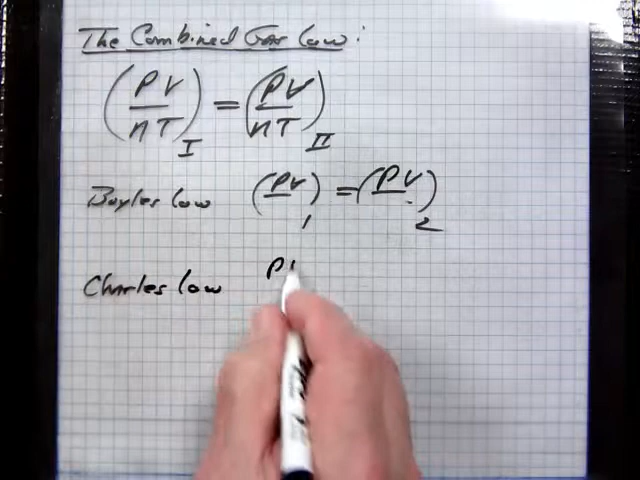 The Combined Gas law:
(PV/nT)I = (PV/nT)II
Boyles law (PV/ )1 = (PV/ )2
Charles law P